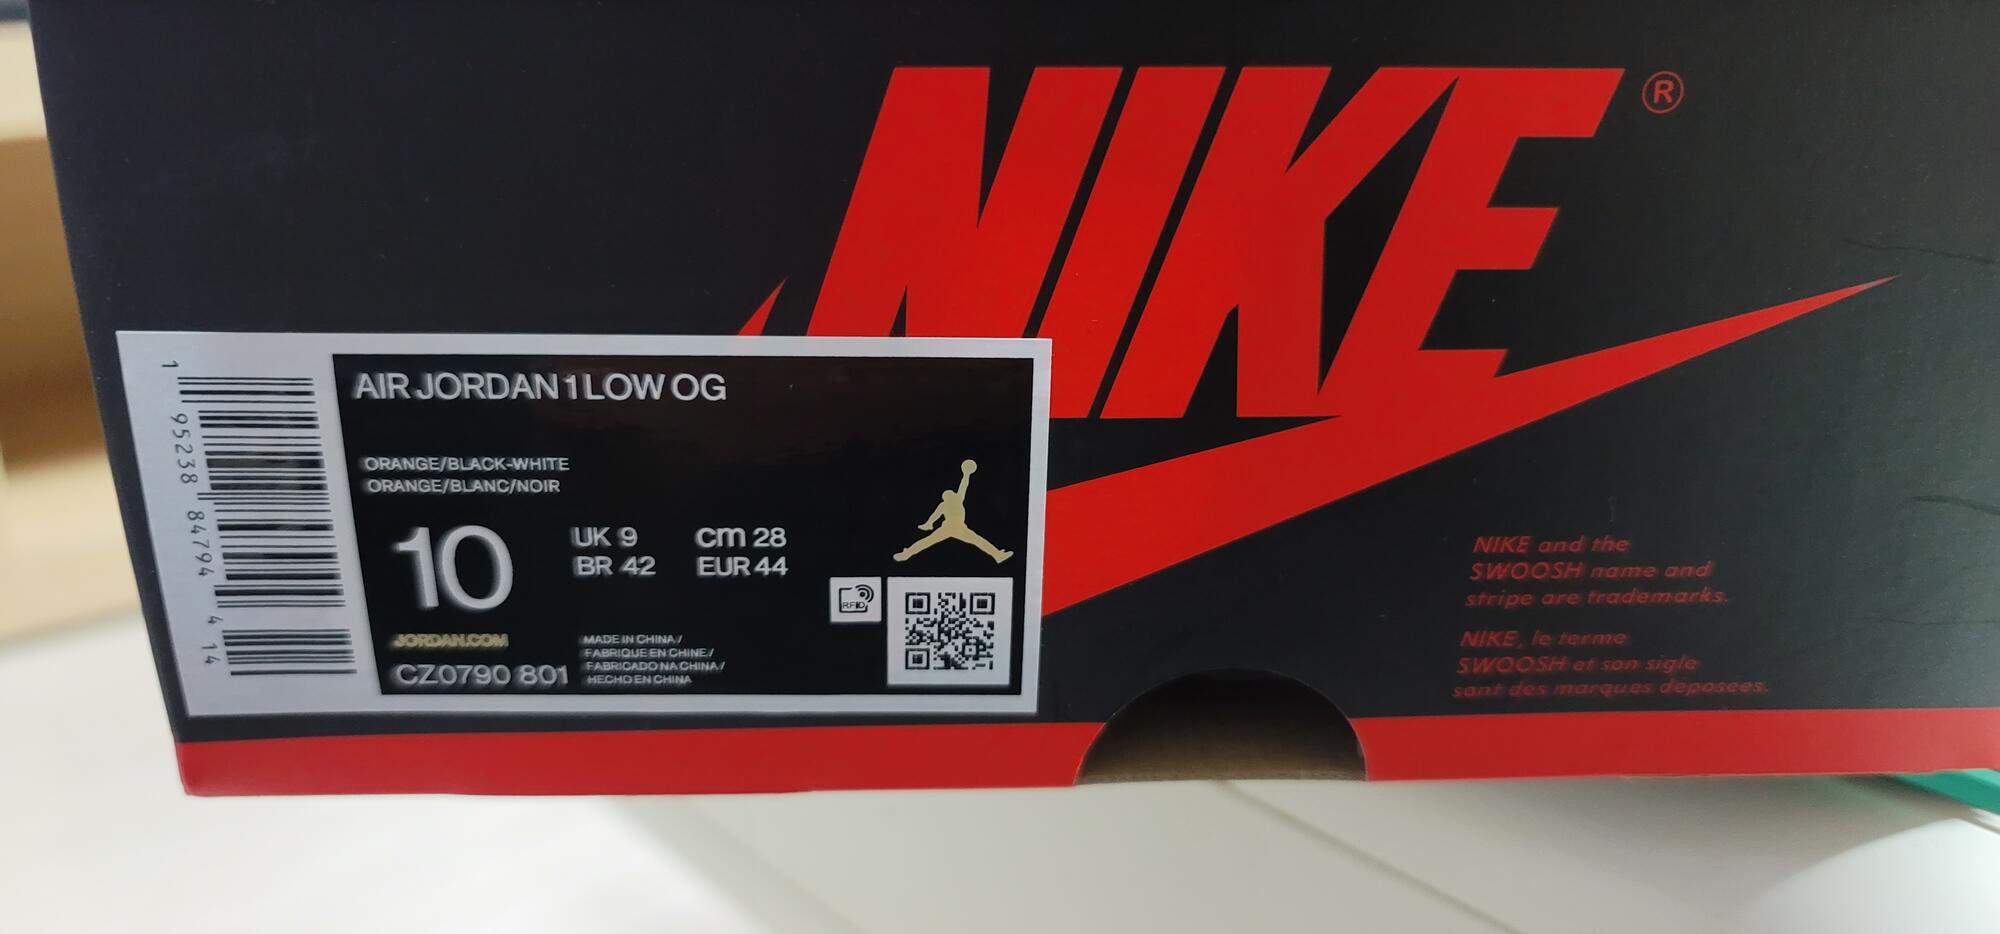 NIKE®
AIR JORDAN 1 LOW OG
ORANGE/BLACK-WHITE
ORANGE/BLANC/NOIR
10
UK 9
cm 28
BR 42
EUR 44
RFID
JORDAN.COM
CZ0790 801
MADE IN CHINA /
FABRIQUE EN CHINE /
FABRICADO NA CHINA /
HECHO EN CHINA
1 95238 84794 4 14
NIKE and the
SWOOSH name and
stripe are trademarks.
NIKE, le terme
SWOOSH et son sigle
sont des marques deposees.